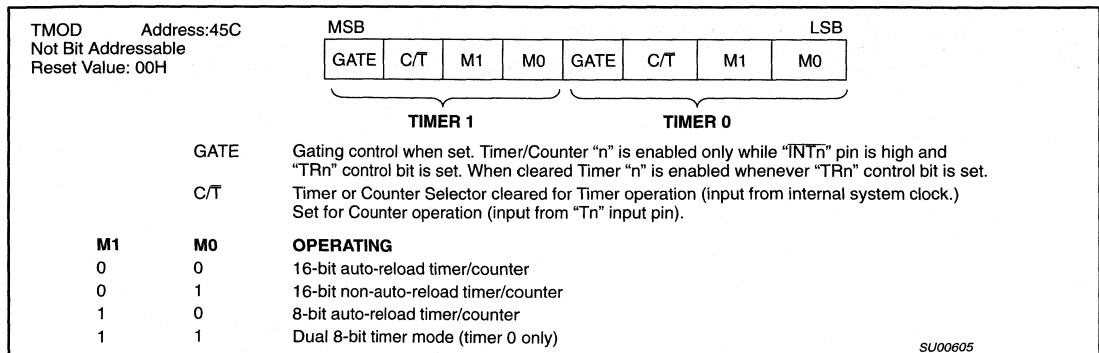 TMOD Address:45C
Not Bit Addressable
Reset Value: 00H
MSB LSB
GATE C/T̅ M1 M0 GATE C/T̅ M1 M0
TIMER 1 TIMER 0
GATE Gating control when set. Timer/Counter “n” is enabled only while “I̅N̅T̅n̅” pin is high and
“TRn” control bit is set. When cleared Timer “n” is enabled whenever “TRn” control bit is set.
C/T̅ Timer or Counter Selector cleared for Timer operation (input from internal system clock.)
Set for Counter operation (input from “Tn” input pin).
M1 M0 OPERATING
0 0 16-bit auto-reload timer/counter
0 1 16-bit non-auto-reload timer/counter
1 0 8-bit auto-reload timer/counter
1 1 Dual 8-bit timer mode (timer 0 only)
SU00605